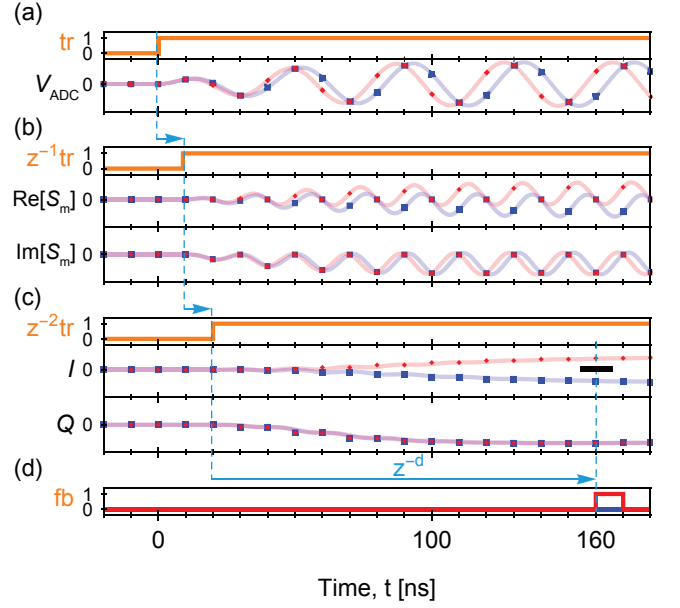 (a)
tr 1
0
V_ADC 0
(b)
z⁻¹tr 1
0
Re[S_m] 0
Im[S_m] 0
(c)
z⁻²tr 1
0
I 0
Q 0
z⁻ᵈ
(d)
fb 1
0
0 100 160
Time, t [ns]